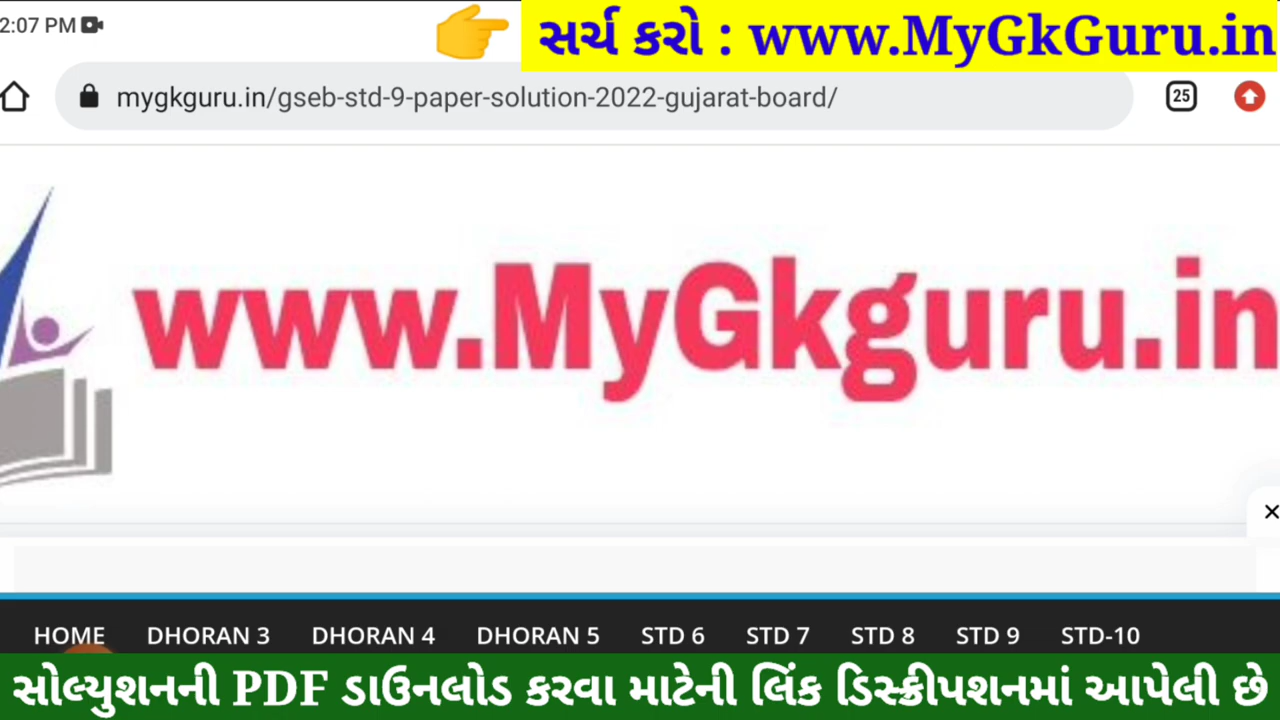 2:07 PM
સર્ચ કરો : www.MyGkGuru.in
mygkguru.in/gseb-std-9-paper-solution-2022-gujarat-board/
25
www.MyGkguru.in
HOME DHORAN 3 DHORAN 4 DHORAN 5 STD 6 STD 7 STD 8 STD 9 STD-10
સોલ્યુશનની PDF ડાઉનલોડ કરવા માટેની લિંક ડિસ્ક્રીપશનમાં આપેલી છે